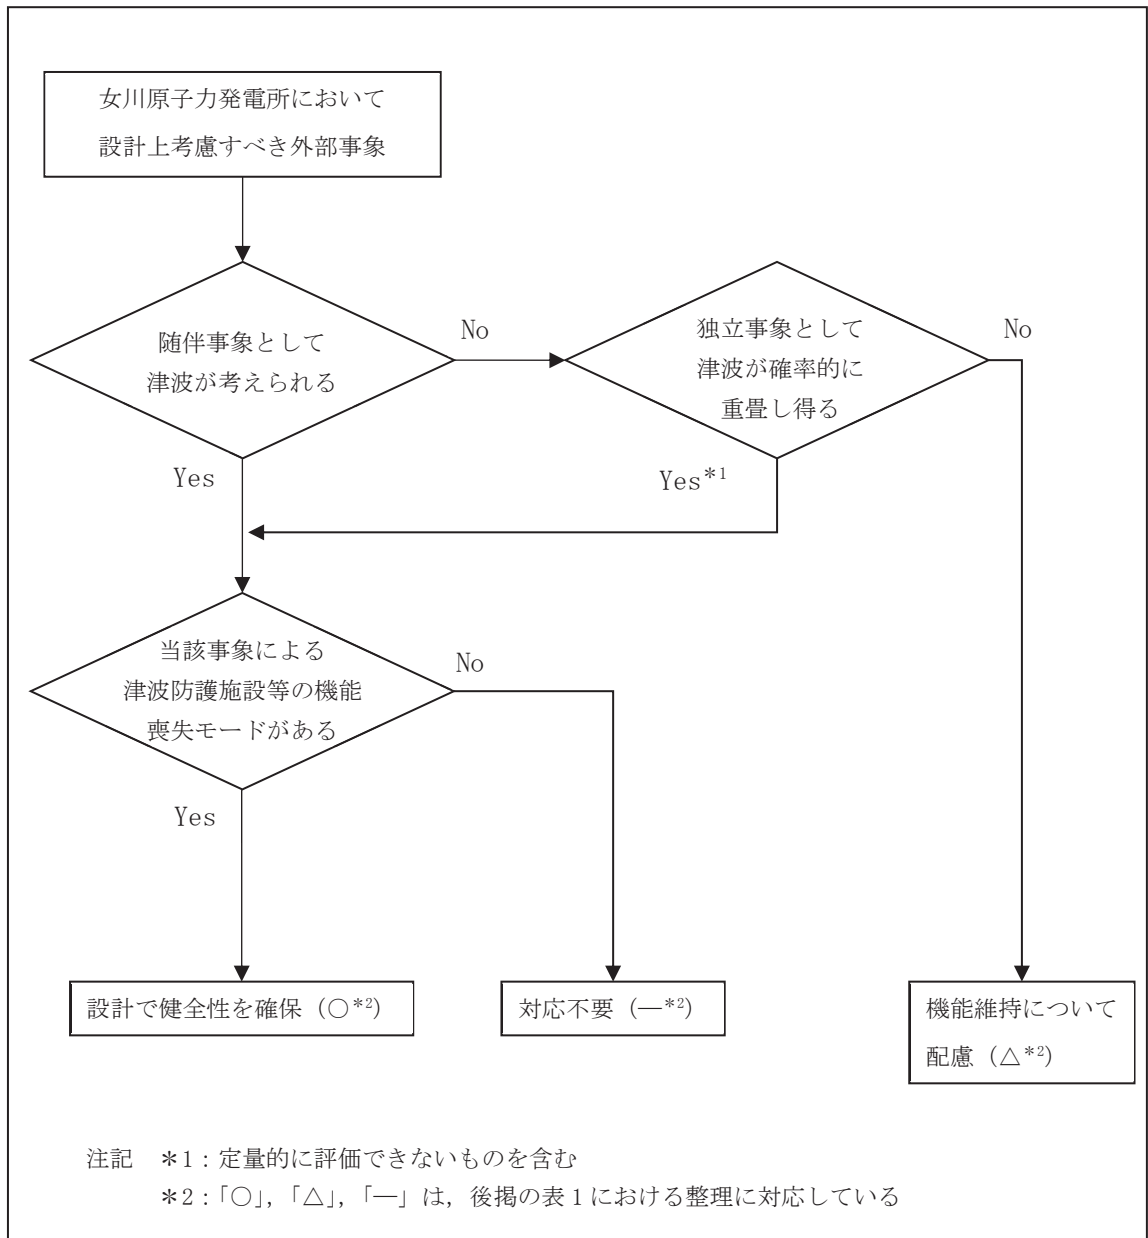 女川原子力発電所において
設計上考慮すべき外部事象
随伴事象として
津波が考えられる
No
独立事象として
津波が確率的に
重畳し得る
No
Yes
Yes*1
当該事象による
津波防護施設等の機能
喪失モードがある
No
Yes
設計で健全性を確保(○*2)
対応不要(―*2)
機能維持について
配慮(△*2)
注記 *1:定量的に評価できないものを含む
*2:「○」,「△」,「―」は,後掲の表1における整理に対応している